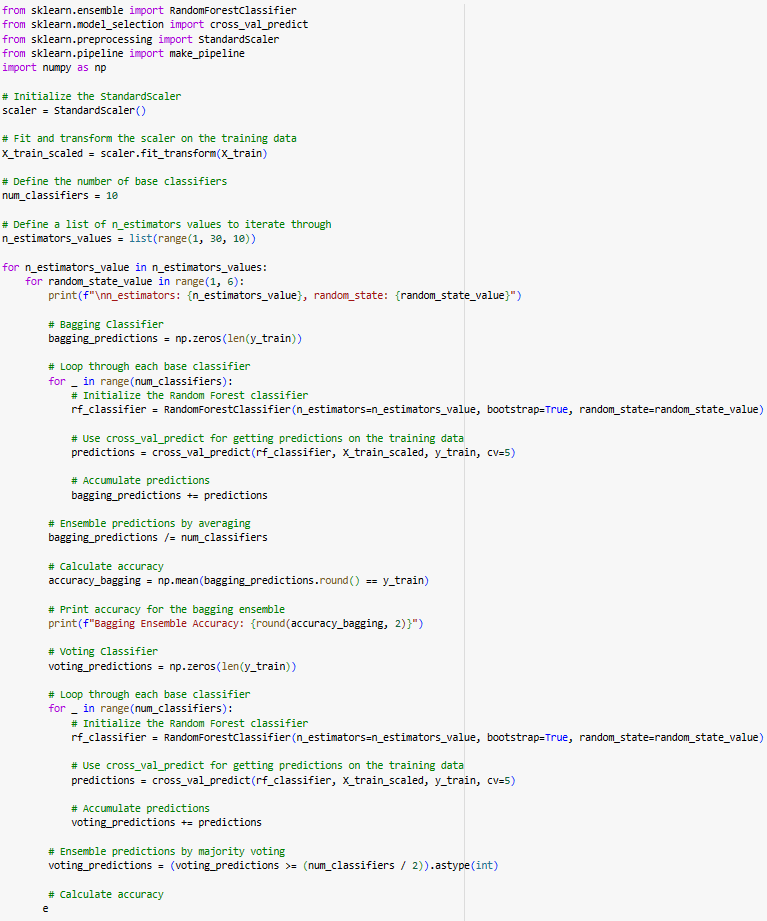 from sklearn.ensemble import RandomForestClassifier
from sklearn.model_selection import cross_val_predict
from sklearn.preprocessing import StandardScaler
from sklearn.pipeline import make_pipeline
import numpy as np

# Initialize the StandardScaler
scaler = StandardScaler()

# Fit and transform the scaler on the training data
X_train_scaled = scaler.fit_transform(X_train)

# Define the number of base classifiers
num_classifiers = 10

# Define a list of n_estimators values to iterate through
n_estimators_values = list(range(1, 30, 10))

for n_estimators_value in n_estimators_values:
    for random_state_value in range(1, 6):
        print(f"\nn_estimators: {n_estimators_value}, random_state: {random_state_value}")

        # Bagging Classifier
        bagging_predictions = np.zeros(len(y_train))

        # Loop through each base classifier
        for _ in range(num_classifiers):
            # Initialize the Random Forest classifier
            rf_classifier = RandomForestClassifier(n_estimators=n_estimators_value, bootstrap=True, random_state=random_state_value)

            # Use cross_val_predict for getting predictions on the training data
            predictions = cross_val_predict(rf_classifier, X_train_scaled, y_train, cv=5)

            # Accumulate predictions
            bagging_predictions += predictions

        # Ensemble predictions by averaging
        bagging_predictions /= num_classifiers

        # Calculate accuracy
        accuracy_bagging = np.mean(bagging_predictions.round() == y_train)

        # Print accuracy for the bagging ensemble
        print(f"Bagging Ensemble Accuracy: {round(accuracy_bagging, 2)}")

        # Voting Classifier
        voting_predictions = np.zeros(len(y_train))

        # Loop through each base classifier
        for _ in range(num_classifiers):
            # Initialize the Random Forest classifier
            rf_classifier = RandomForestClassifier(n_estimators=n_estimators_value, bootstrap=True, random_state=random_state_value)

            # Use cross_val_predict for getting predictions on the training data
            predictions = cross_val_predict(rf_classifier, X_train_scaled, y_train, cv=5)

            # Accumulate predictions
            voting_predictions += predictions

        # Ensemble predictions by majority voting
        voting_predictions = (voting_predictions >= (num_classifiers / 2)).astype(int)

        # Calculate accuracy
       e